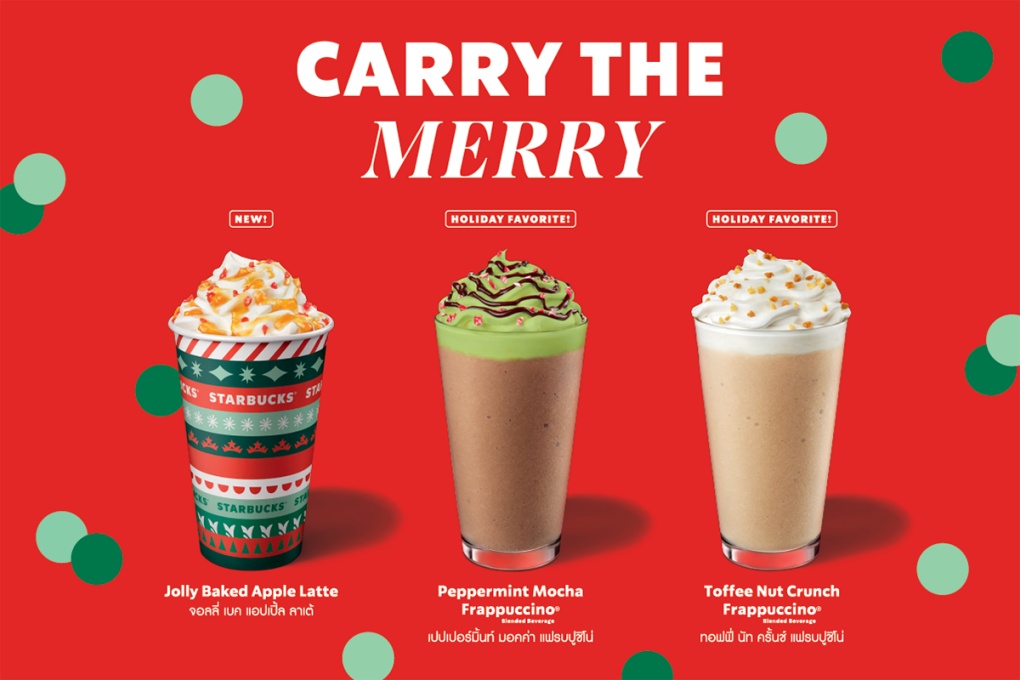 CARRY THE
MERRY
NEW!
HOLIDAY FAVORITE!
HOLIDAY FAVORITE!
STARBUCKS
STARBUCKS
Jolly Baked Apple Latte
จอลลี่ เบค แอปเปิ้ล ลาเต้
Peppermint Mocha
Frappuccino®
Blended Beverage
เปปเปอร์มิ้นท์ มอคค่า แฟรบปูชิโน่
Toffee Nut Crunch
Frappuccino®
Blended Beverage
ทอฟฟี่ นัท ครั้นช์ แฟรบปูชิโน่